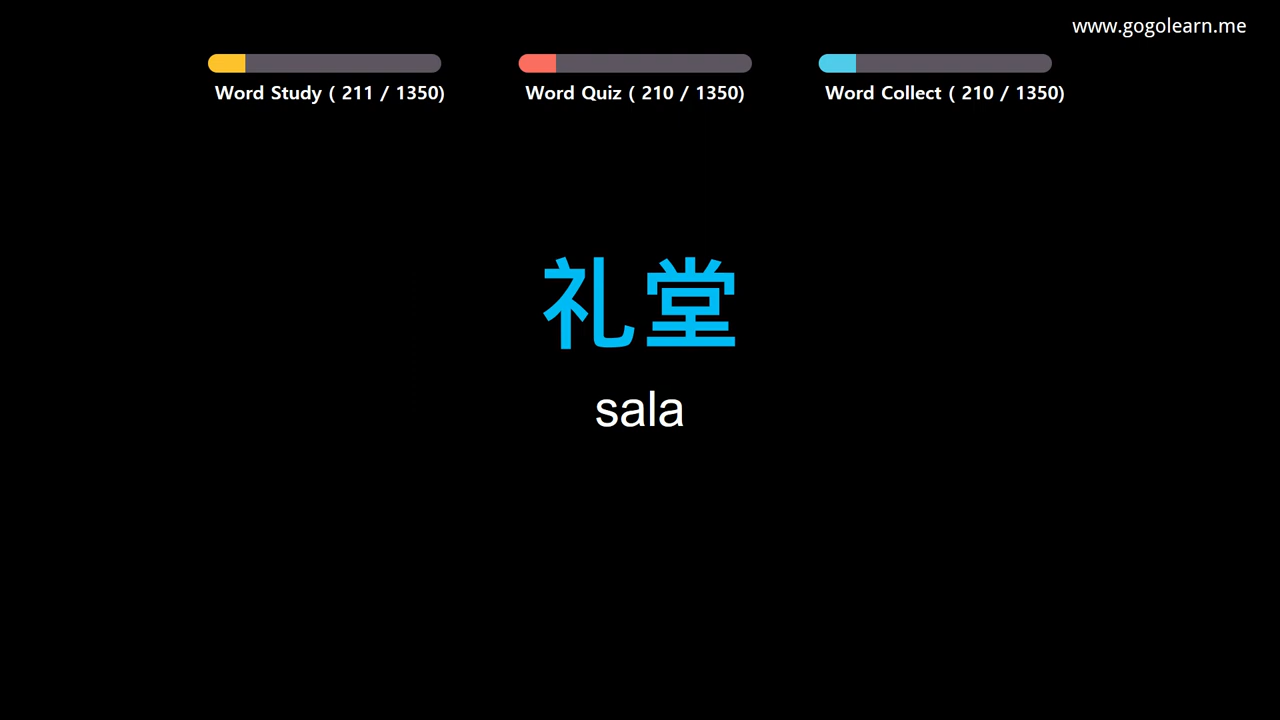 www.gogolearn.me
Word Study ( 211 / 1350)
Word Quiz ( 210 / 1350)
Word Collect ( 210 / 1350)
礼堂
sala